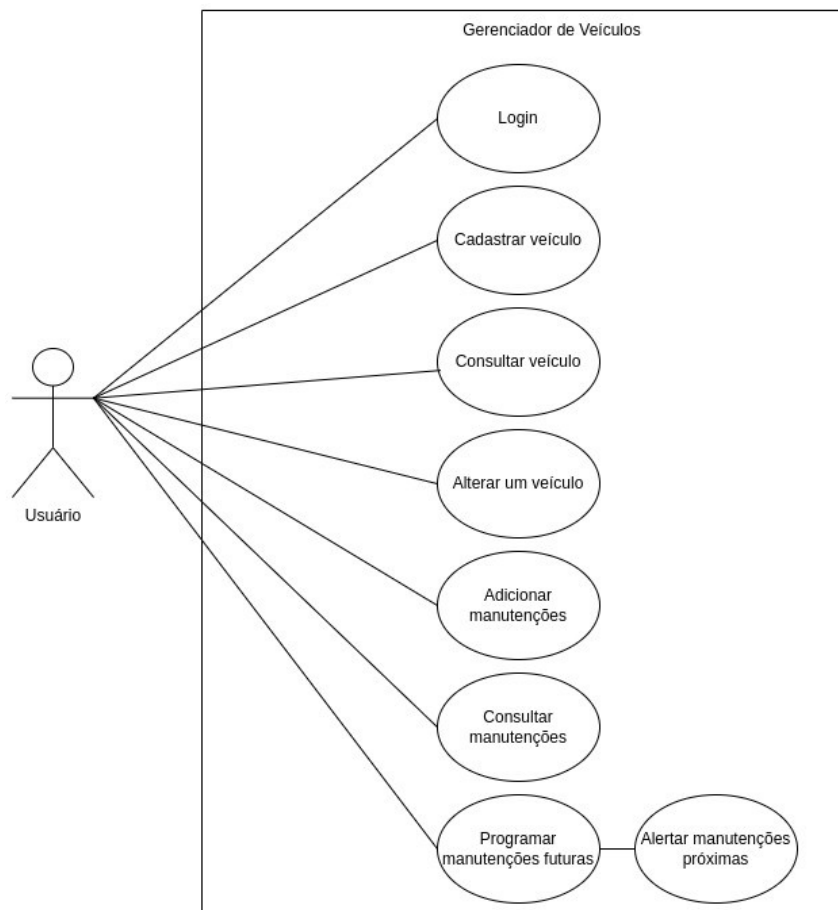 Gerenciador de Veículos
Login
Cadastrar veículo
Consultar veículo
Alterar um veículo
Usuário
Adicionar
manutenções
Consultar
manutenções
Programar
manutenções futuras
Alertar manutenções
próximas